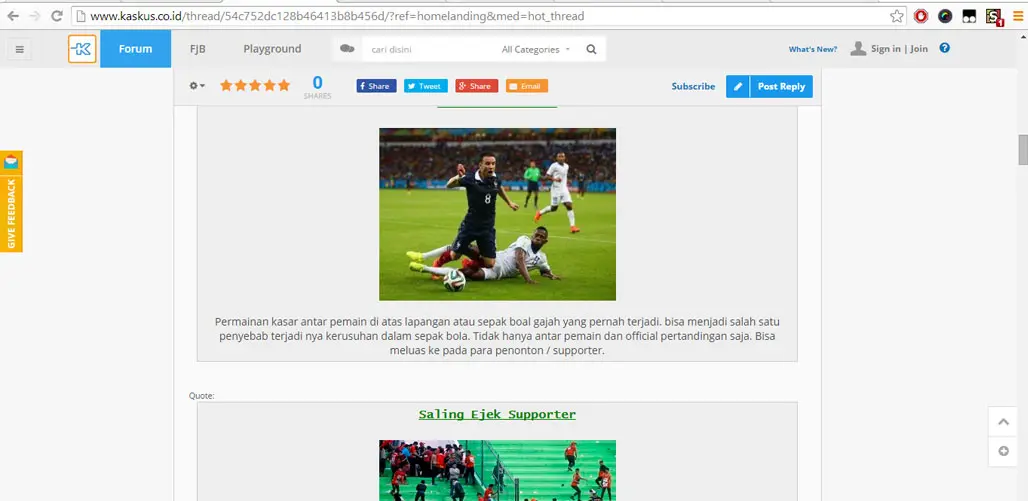 www.kaskus.co.id/thread/54c752dc128b46413b8b456d/?ref=homelanding&med=hot_thread
Forum
FJB
Playground
cari disini
All Categories
What's New?
Sign in | Join
?
0
SHARES
Share
Tweet
Share
Email
Subscribe
Post Reply
GIVE FEEDBACK
8
Permainan kasar antar pemain di atas lapangan atau sepak boal gajah yang pernah terjadi. bisa menjadi salah satu
penyebab terjadi nya kerusuhan dalam sepak bola. Tidak hanya antar pemain dan official pertandingan saja. Bisa
meluas ke pada para penonton / supporter.
Quote:
Saling Ejek Supporter